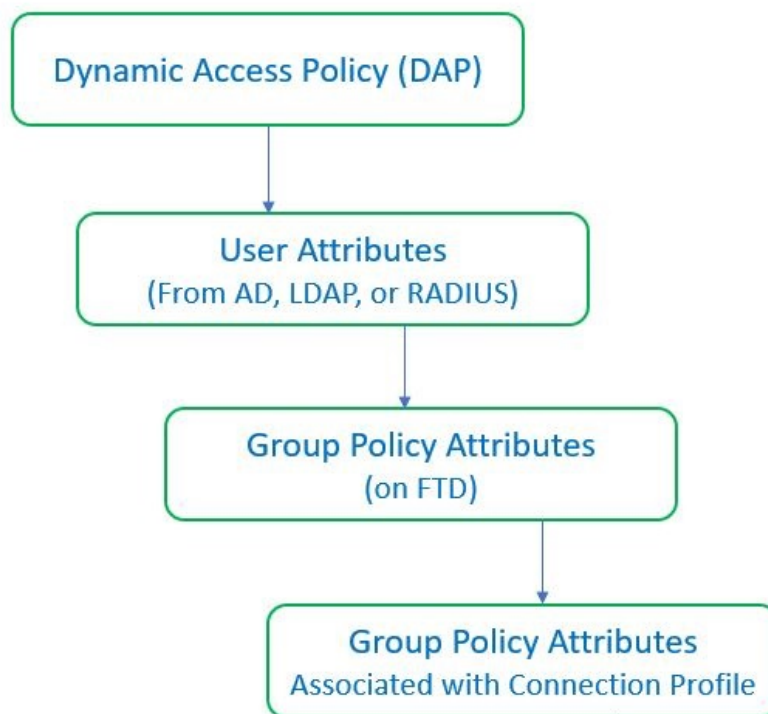 Dynamic Access Policy (DAP)
User Attributes
(From AD, LDAP, or RADIUS)
Group Policy Attributes
(on FTD)
Group Policy Attributes
Associated with Connection Profile